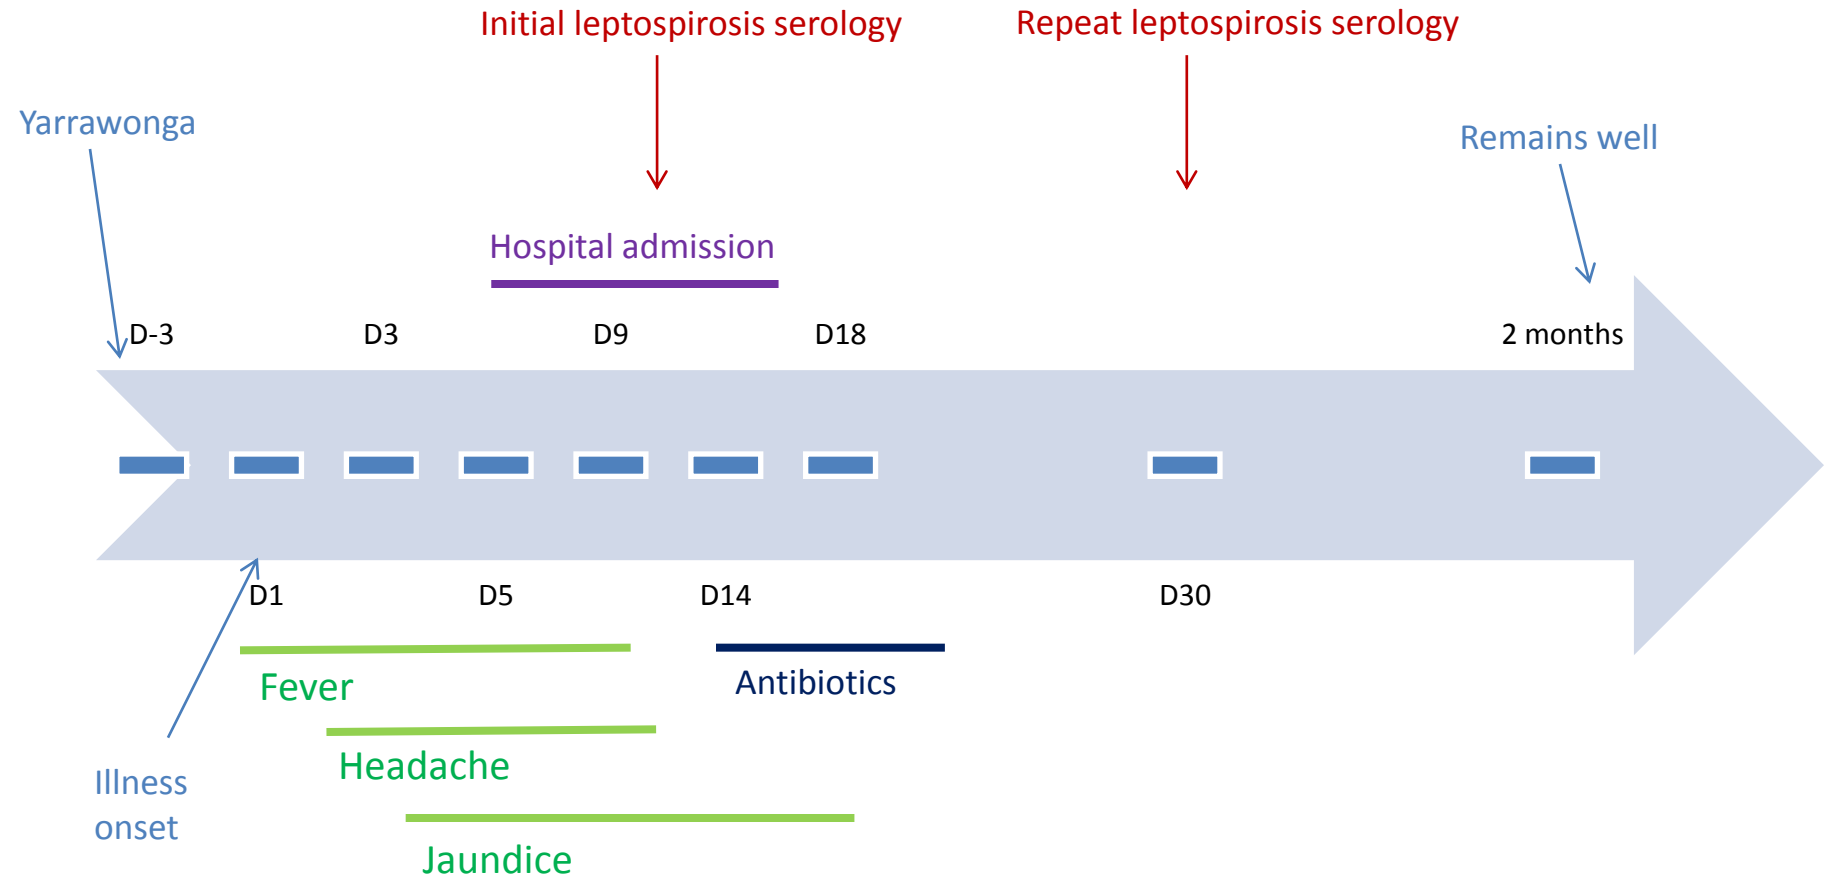 Initial leptospirosis serology
Repeat leptospirosis serology
Yarrawonga
Remains well
Hospital admission
D-3
D3
D9
D18
2 months
D1
D5
D14
D30
Fever
Antibiotics
Headache
Illness
onset
Jaundice